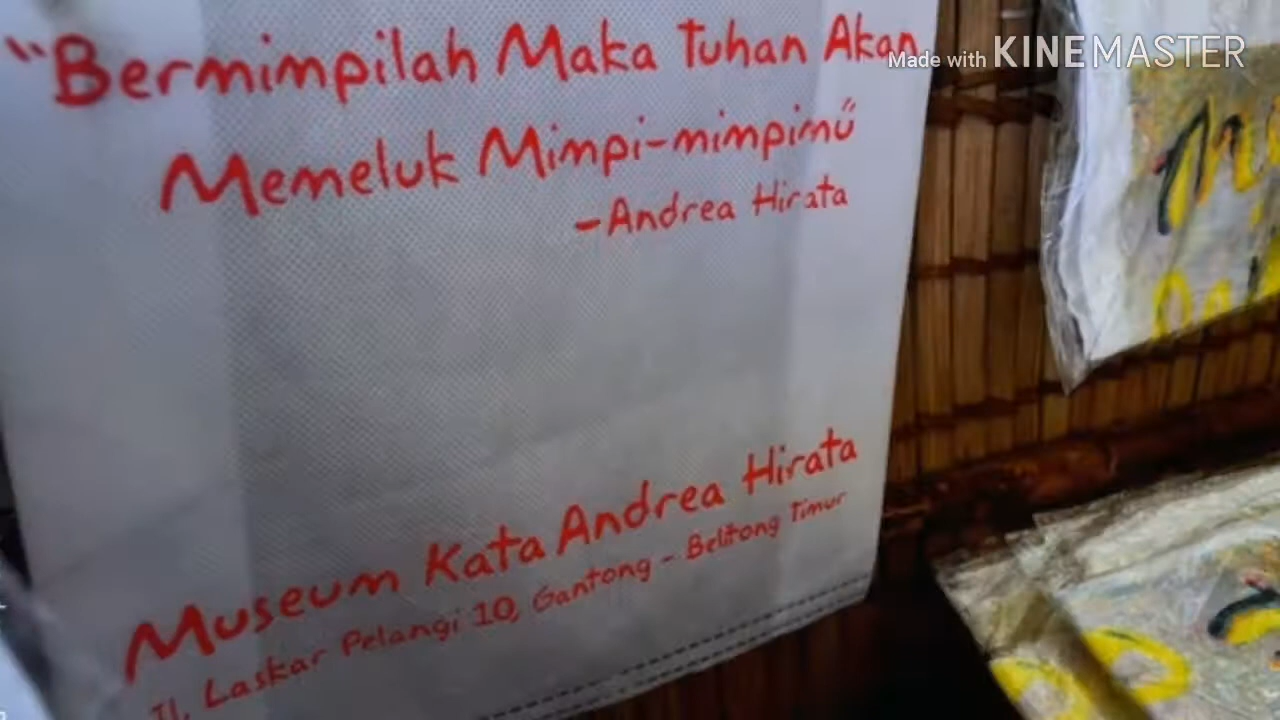 "Bermimpilah Maka Tuhan Akan
Memeluk Mimpi-mimpimu"
-Andrea Hirata
Museum Kata Andrea Hirata
Jl. Laskar Pelangi 10, Gantong - Belitong Timur
Made with KINEMASTER